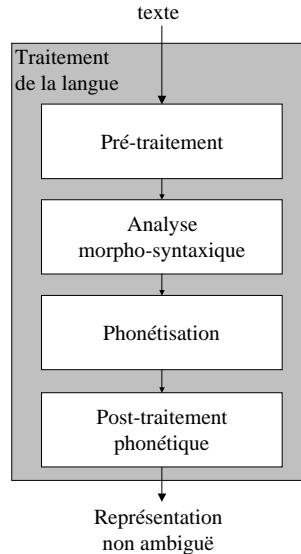 texte
Traitement
de la langue
Pré-traitement
Analyse
morpho-syntaxique
Phonétisation
Post-traitement
phonétique
Représentation
non ambiguë